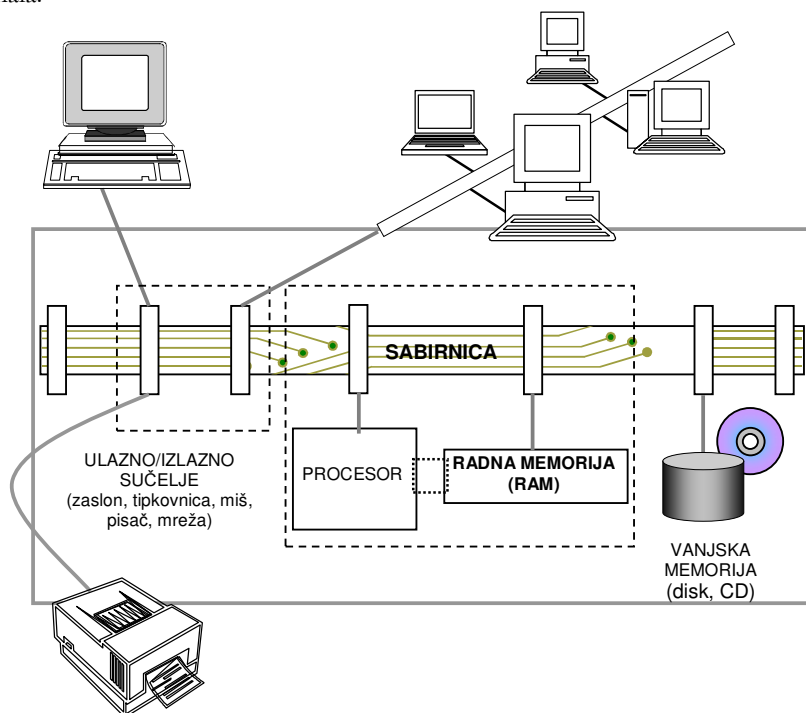 SABIRNICA
ULAZNO/IZLAZNO
SUČELJE
(zaslon, tipkovnica, miš,
pisač, mreža)
PROCESOR
RADNA MEMORIJA
(RAM)
VANJSKA
MEMORIJA
(disk, CD)